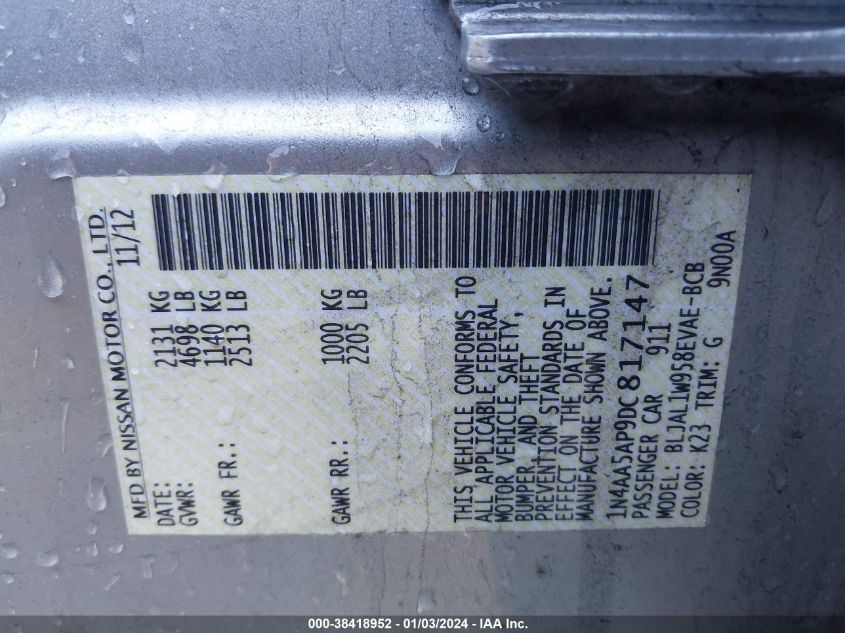 MFD BY NISSAN MOTOR CO., LTD.
DATE: 11/12
GVWR: 2131 KG
4698 LB
GAWR FR.: 1140 KG
2513 LB
GAWR RR.: 1000 KG
2205 LB
THIS VEHICLE CONFORMS TO
ALL APPLICABLE FEDERAL
MOTOR VEHICLE SAFETY,
BUMPER, AND THEFT
PREVENTION STANDARDS IN
EFFECT ON THE DATE OF
MANUFACTURE SHOWN ABOVE.
1N4AA5AP9DC817147
PASSENGER CAR 911
MODEL: BLJAL1W958EVAE-BCB
COLOR: K23 TRIM: G 9N00A
000-38418952 - 01/03/2024 - IAA Inc.